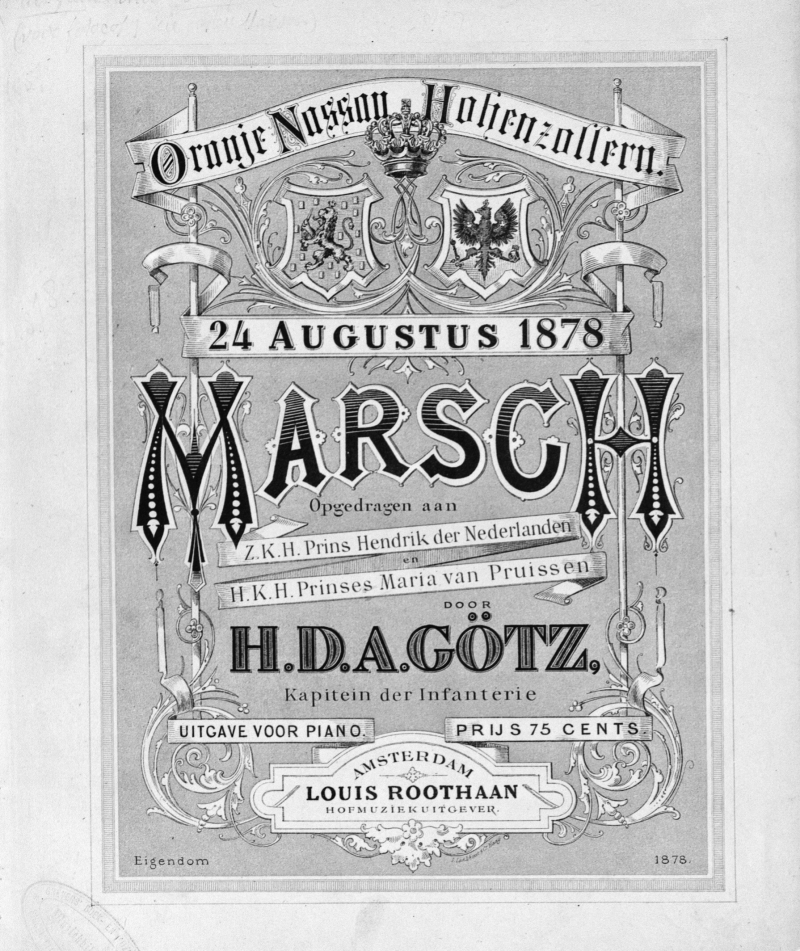 Oranje Nassau Hohenzollern.
24 AUGUSTUS 1878
MARSCH
Opgedragen aan
Z.K.H. Prins Hendrik der Nederlanden
en
H.K.H. Prinses Maria van Pruissen
DOOR
H.D.A. GÖTZ,
Kapitein der Infanterie
UITGAVE VOOR PIANO.
PRIJS 75 CENTS.
AMSTERDAM
LOUIS ROOTHAAN
HOFMUZIEKUITGEVER.
Eigendom
1878.